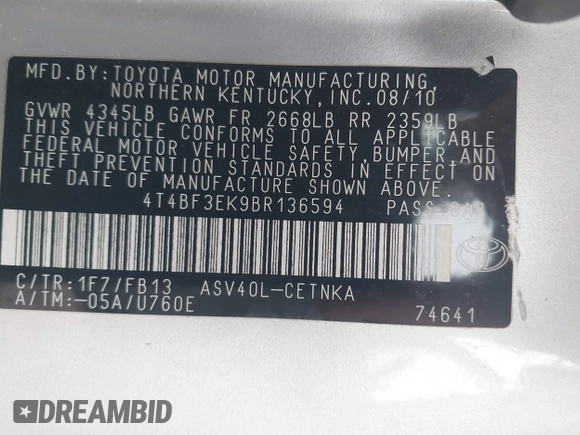 MFD.BY:TOYOTA MOTOR MANUFACTURING,
NORTHERN KENTUCKY,INC.08/10
GVWR 4345LB GAWR FR 2668LB RR 2359LB
THIS VEHICLE CONFORMS TO ALL APPLICABLE
FEDERAL MOTOR VEHICLE SAFETY,BUMPER,AND
THEFT PREVENTION STANDARDS IN EFFECT ON
THE DATE OF MANUFACTURE SHOWN ABOVE.
4T4BF3EK9BR136594 PASS.CAR
C/TR:1F7/FB13 ASV40L-CETNKA
A/TM:-05A/U760E 74641
DREAMBID